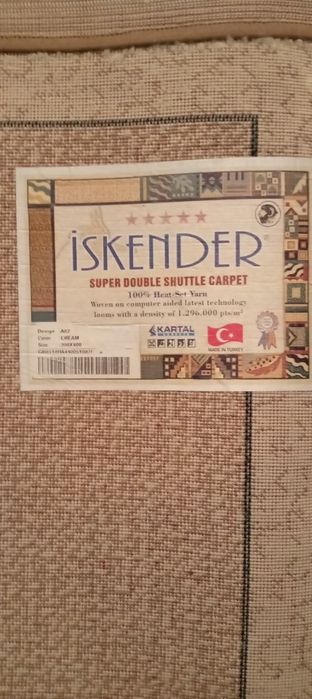 İSKENDER
SUPER DOUBLE SHUTTLE CARPET
100% Heat-Set Yarn
Woven on computer aided latest technology
looms with a density of 1.296.000 pts/m²
Design A02
Color CREAM
Size
KARTAL
MADE IN TURKEY